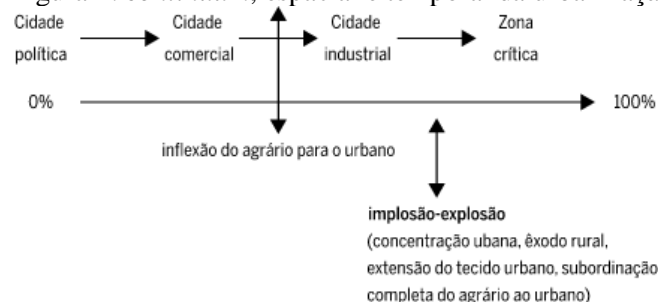 Cidade política
Cidade comercial
Cidade industrial
Zona crítica
0%
100%
inflexão do agrário para o urbano
implosão-explosão
(concentração ubana, êxodo rural,
extensão do tecido urbano, subordinação
completa do agrário ao urbano)